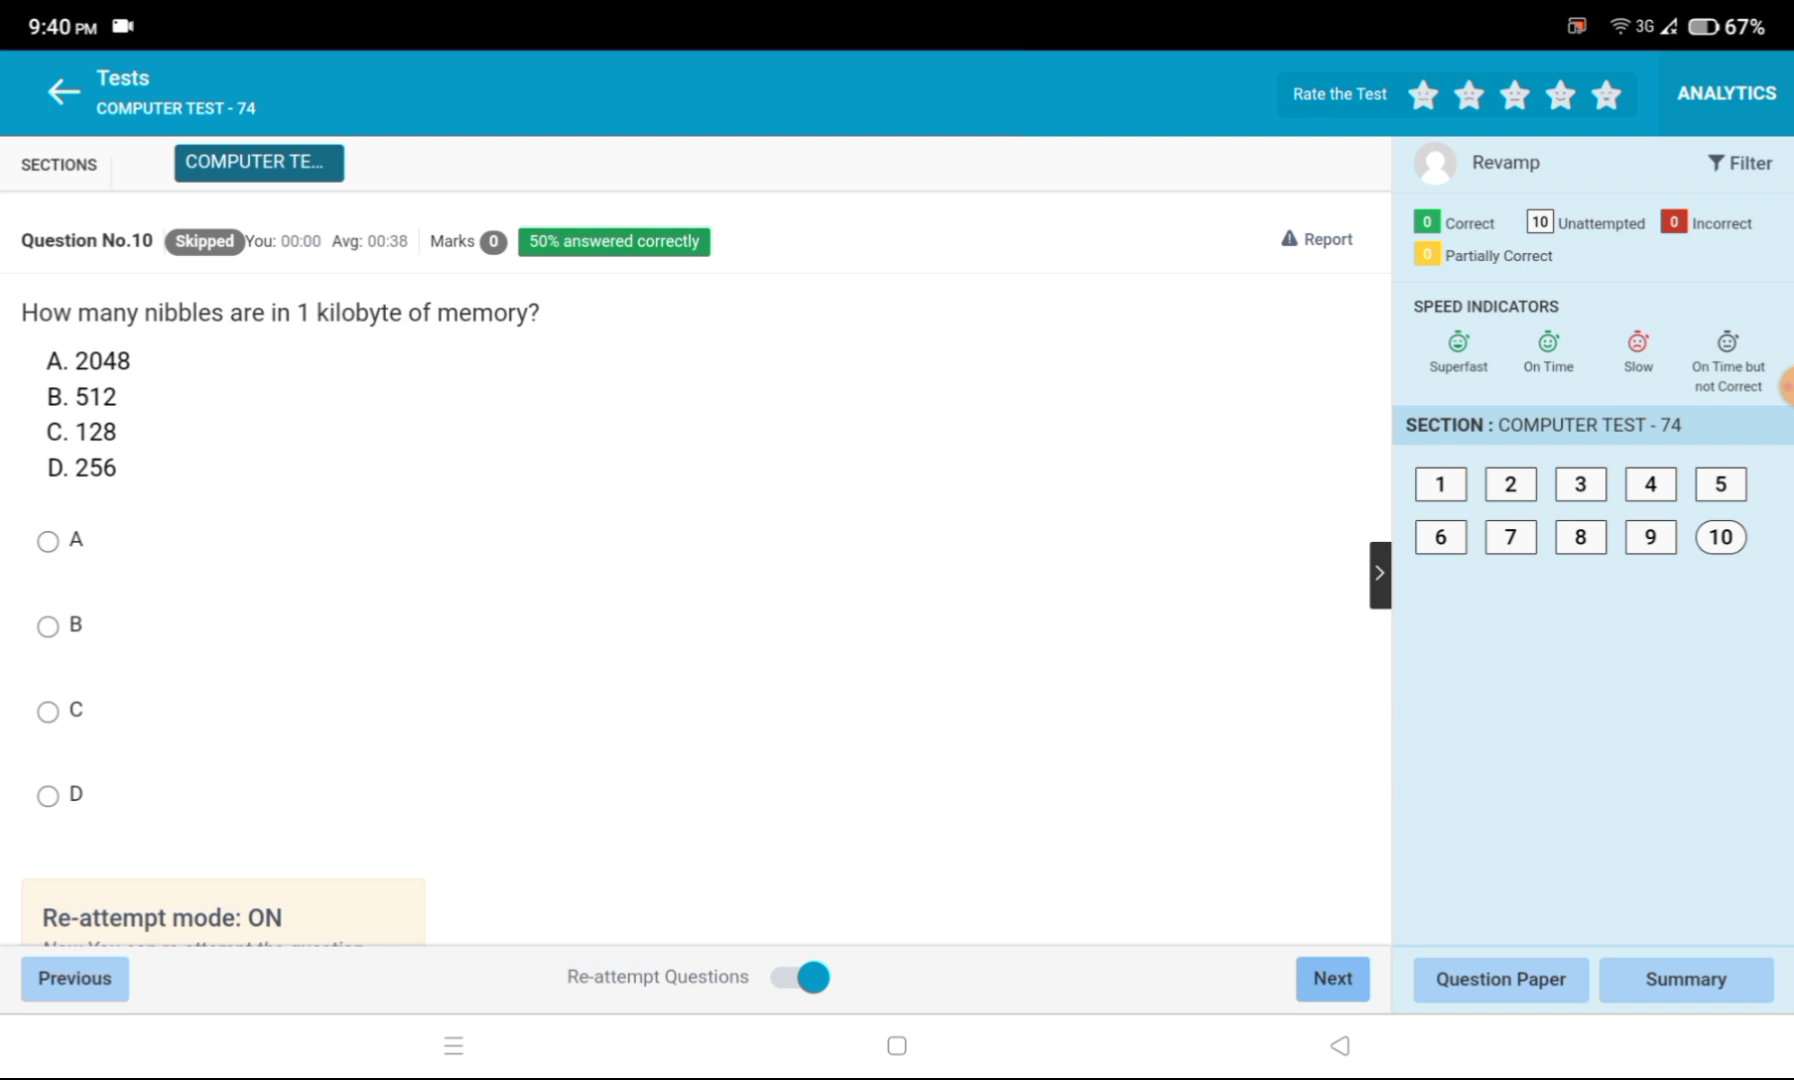 9:40 PM
3G
67%
Tests
COMPUTER TEST - 74
Rate the Test
ANALYTICS
SECTIONS
COMPUTER TE...
Revamp
Filter
Question No.10
Skipped
You: 00:00
Avg: 00:38
Marks 0
50% answered correctly
Report
0 Correct
10 Unattempted
0 Incorrect
0 Partially Correct
How many nibbles are in 1 kilobyte of memory?
A. 2048
B. 512
C. 128
D. 256
A
B
C
D
SPEED INDICATORS
Superfast
On Time
Slow
On Time but
not Correct
SECTION : COMPUTER TEST - 74
1 2 3 4 5
6 7 8 9 10
Re-attempt mode: ON
Previous
Re-attempt Questions
Next
Question Paper
Summary